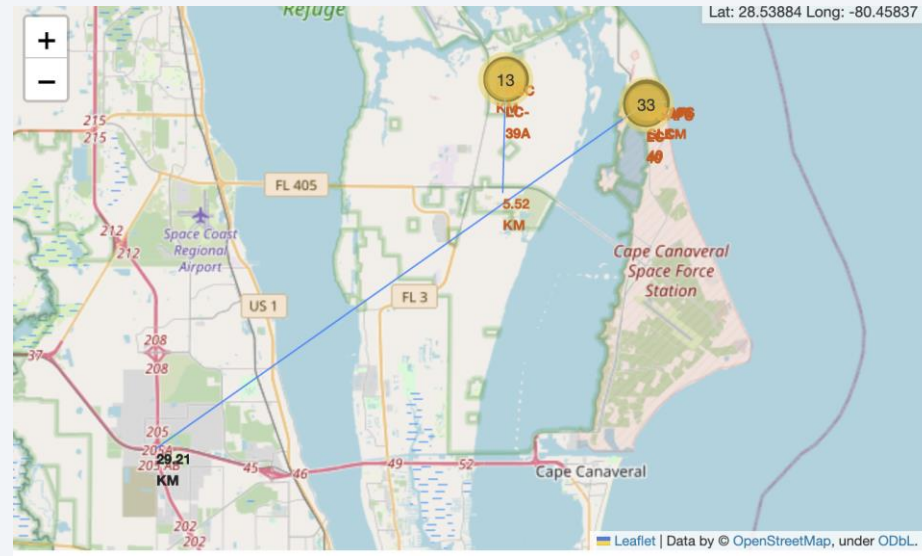 Refuge
Lat: 28.53884 Long: -80.45837
+
−
13
33
KM
LC-
39A
215
215
FL 405
5.52
KM
212
212
Space Coast
Regional
Airport
Cape Canaveral
Space Force
Station
US 1
FL 3
208
208
37
205
29.21
KM
45
46
49
52
Cape Canaveral
202
202
Leaflet | Data by © OpenStreetMap, under ODbL.